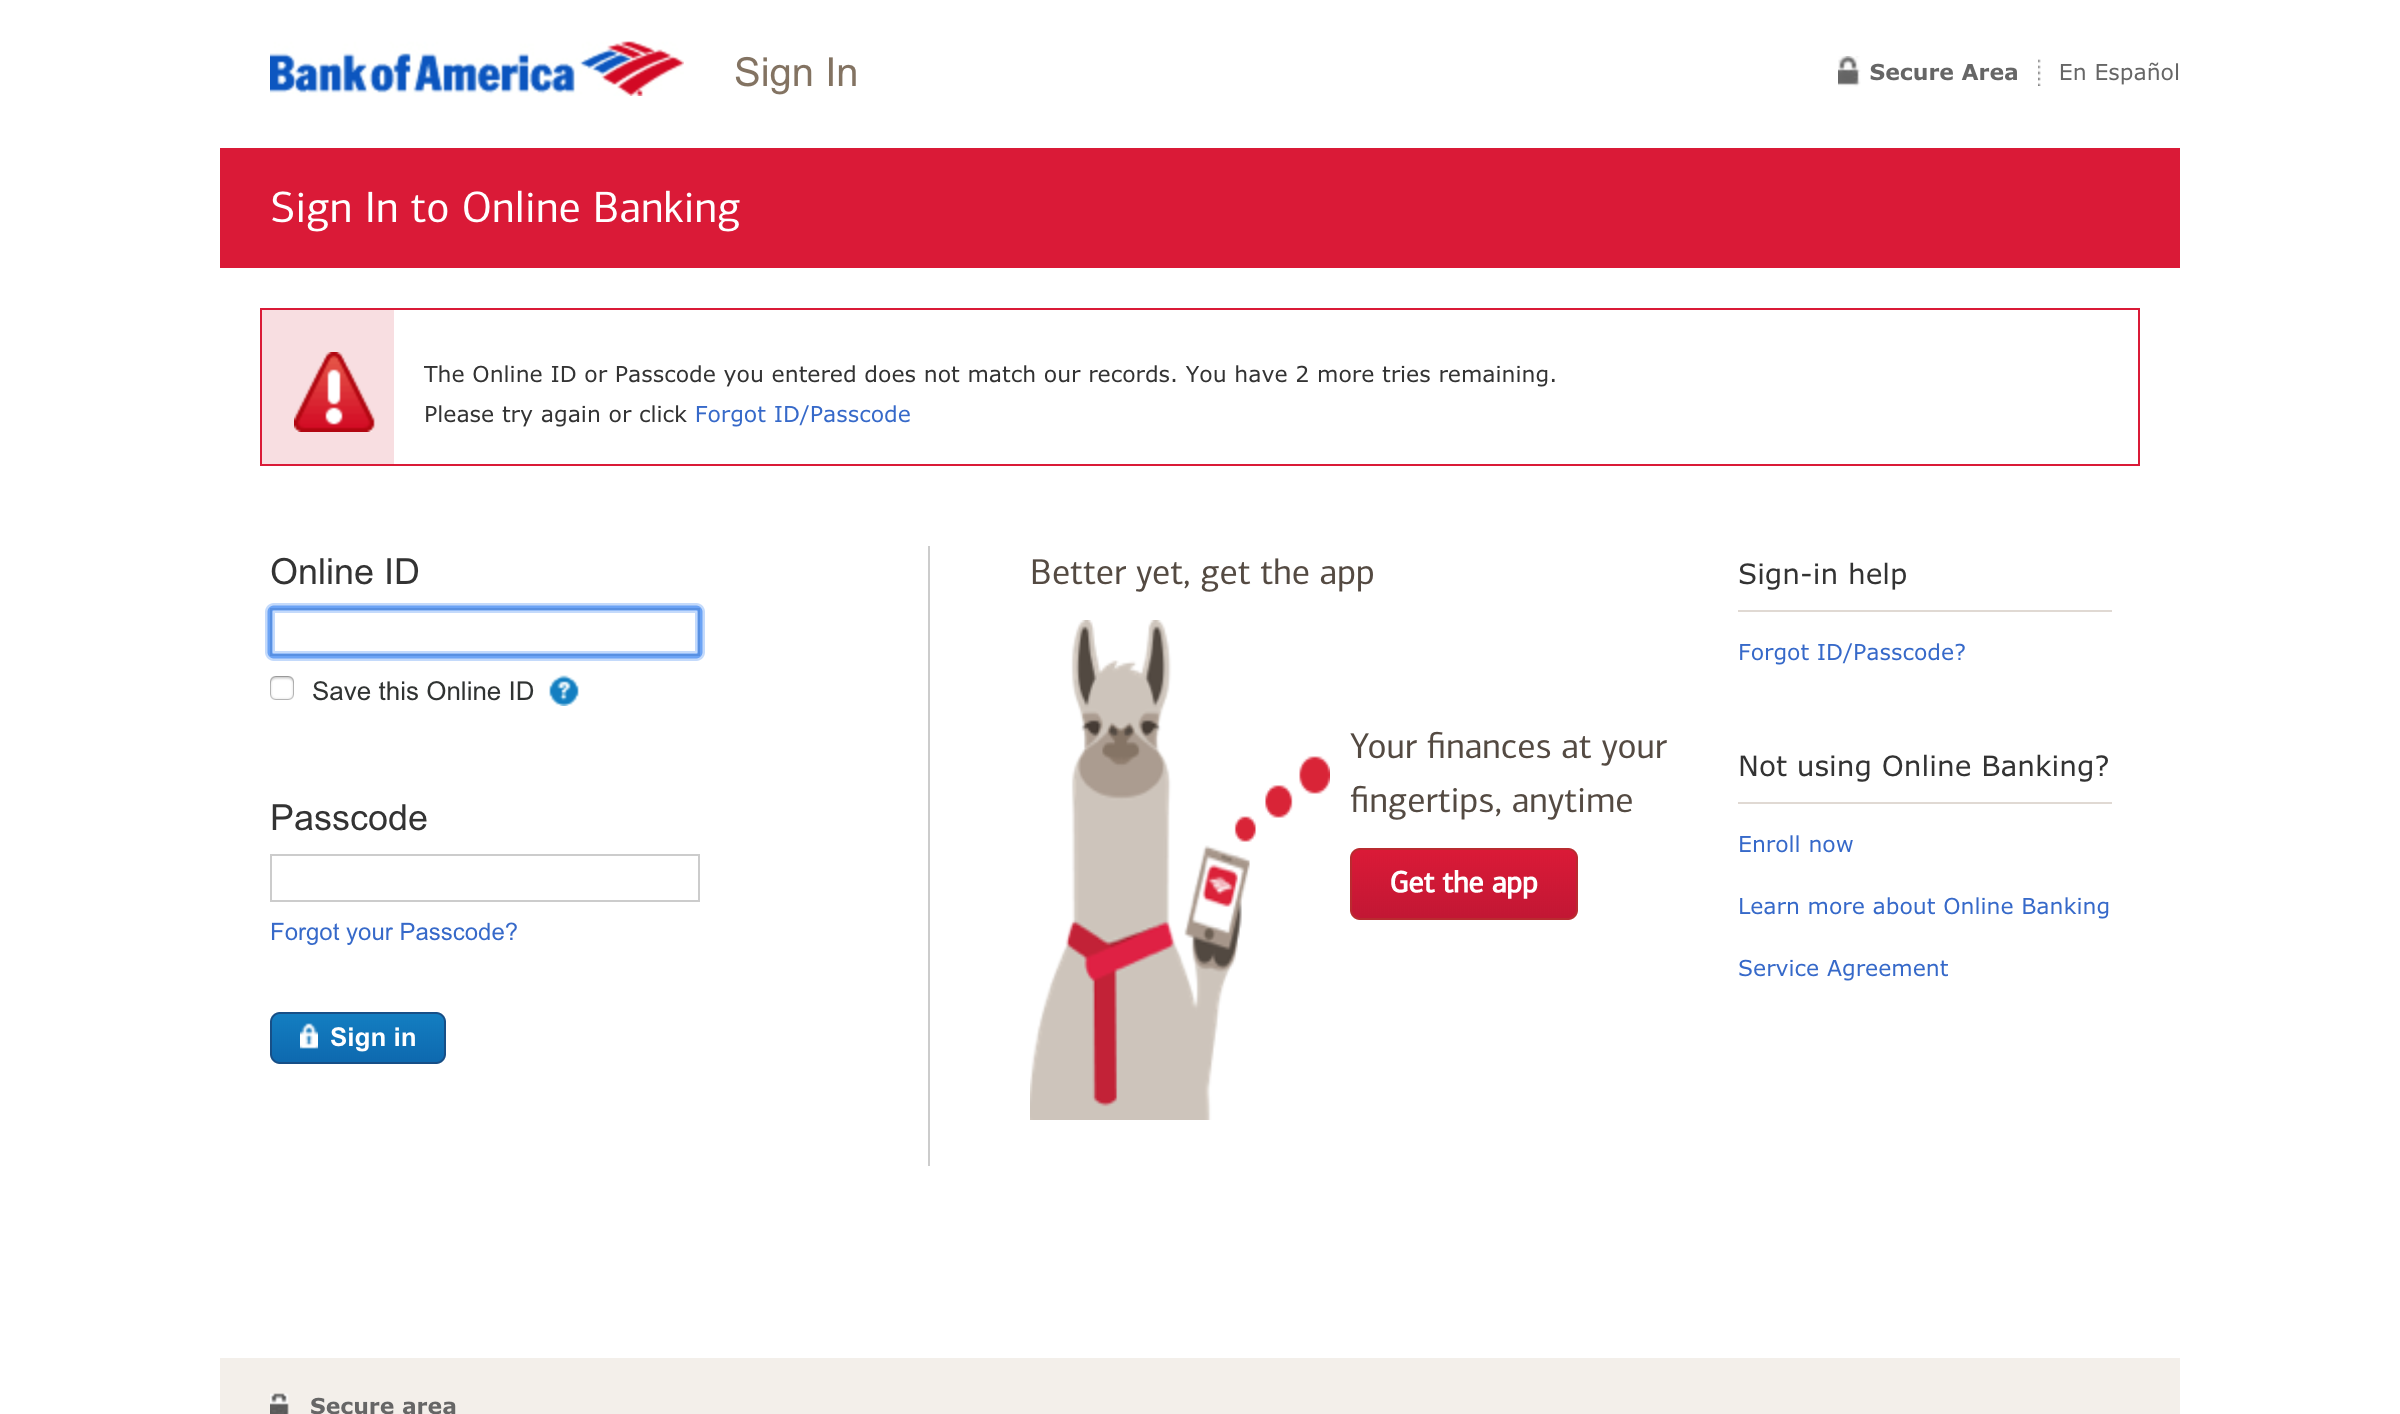 Bank of America
Sign In
Secure Area
En Español
Sign In to Online Banking
The Online ID or Passcode you entered does not match our records. You have 2 more tries remaining.
Please try again or click Forgot ID/Passcode
Online ID
Save this Online ID ?
Passcode
Forgot your Passcode?
Sign in
Better yet, get the app
Your finances at your
fingertips, anytime
Get the app
Sign-in help
Forgot ID/Passcode?
Not using Online Banking?
Enroll now
Learn more about Online Banking
Service Agreement
Secure area